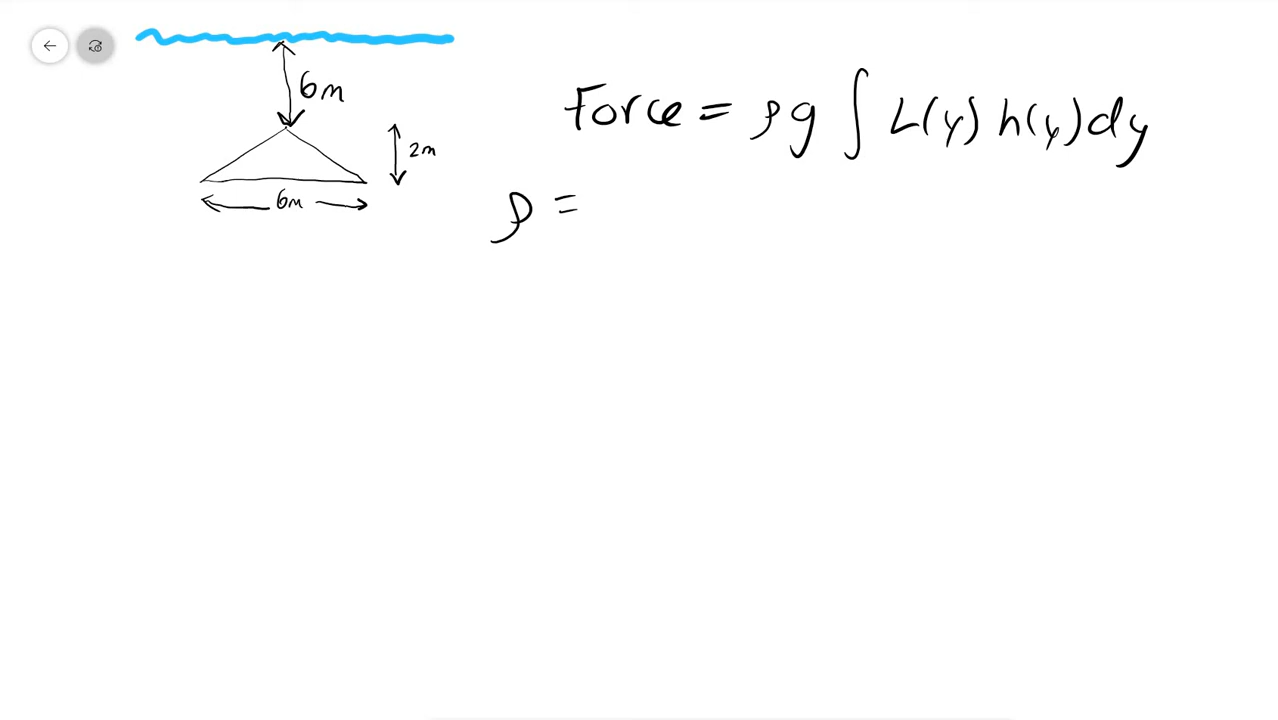 6m
2m
6m
Force = ρg ∫ L(y) h(y) dy
ρ =